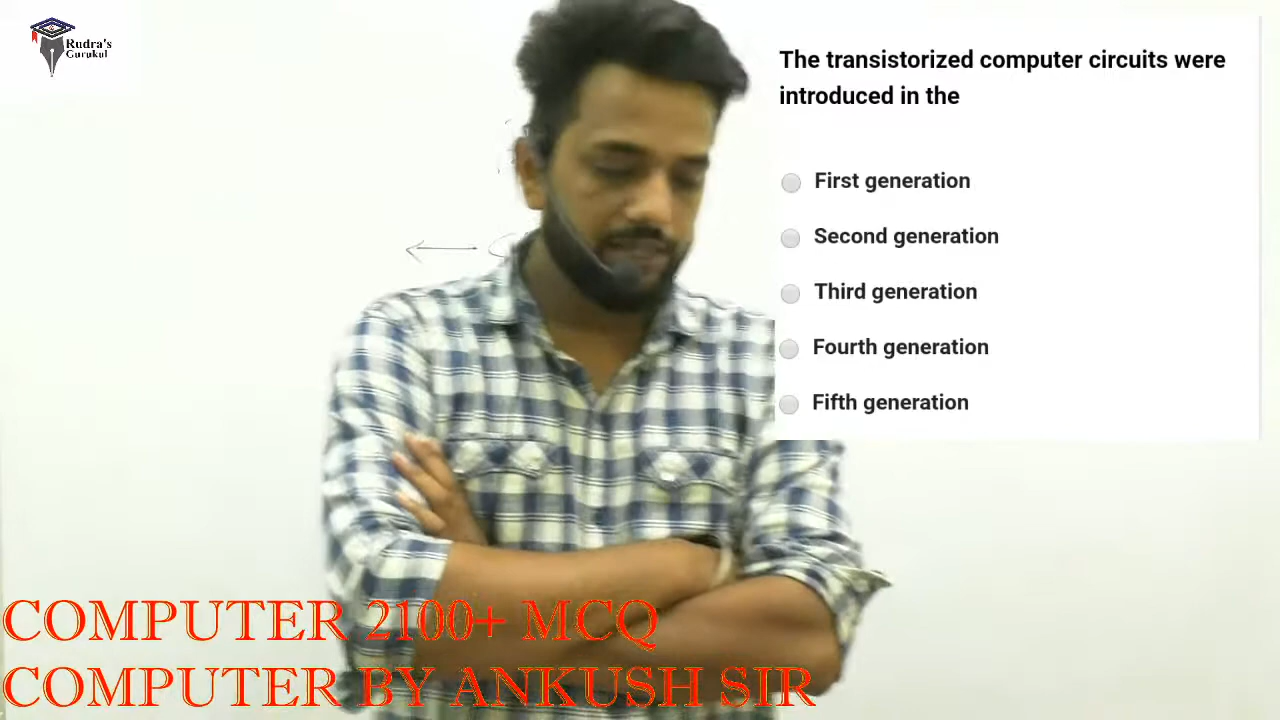 Rudra's
Gurukul
The transistorized computer circuits were
introduced in the
First generation
Second generation
Third generation
Fourth generation
Fifth generation
COMPUTER 2100+ MCQ
COMPUTER BY ANKUSH SIR